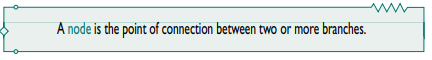 A node is the point of connection between two or more branches.